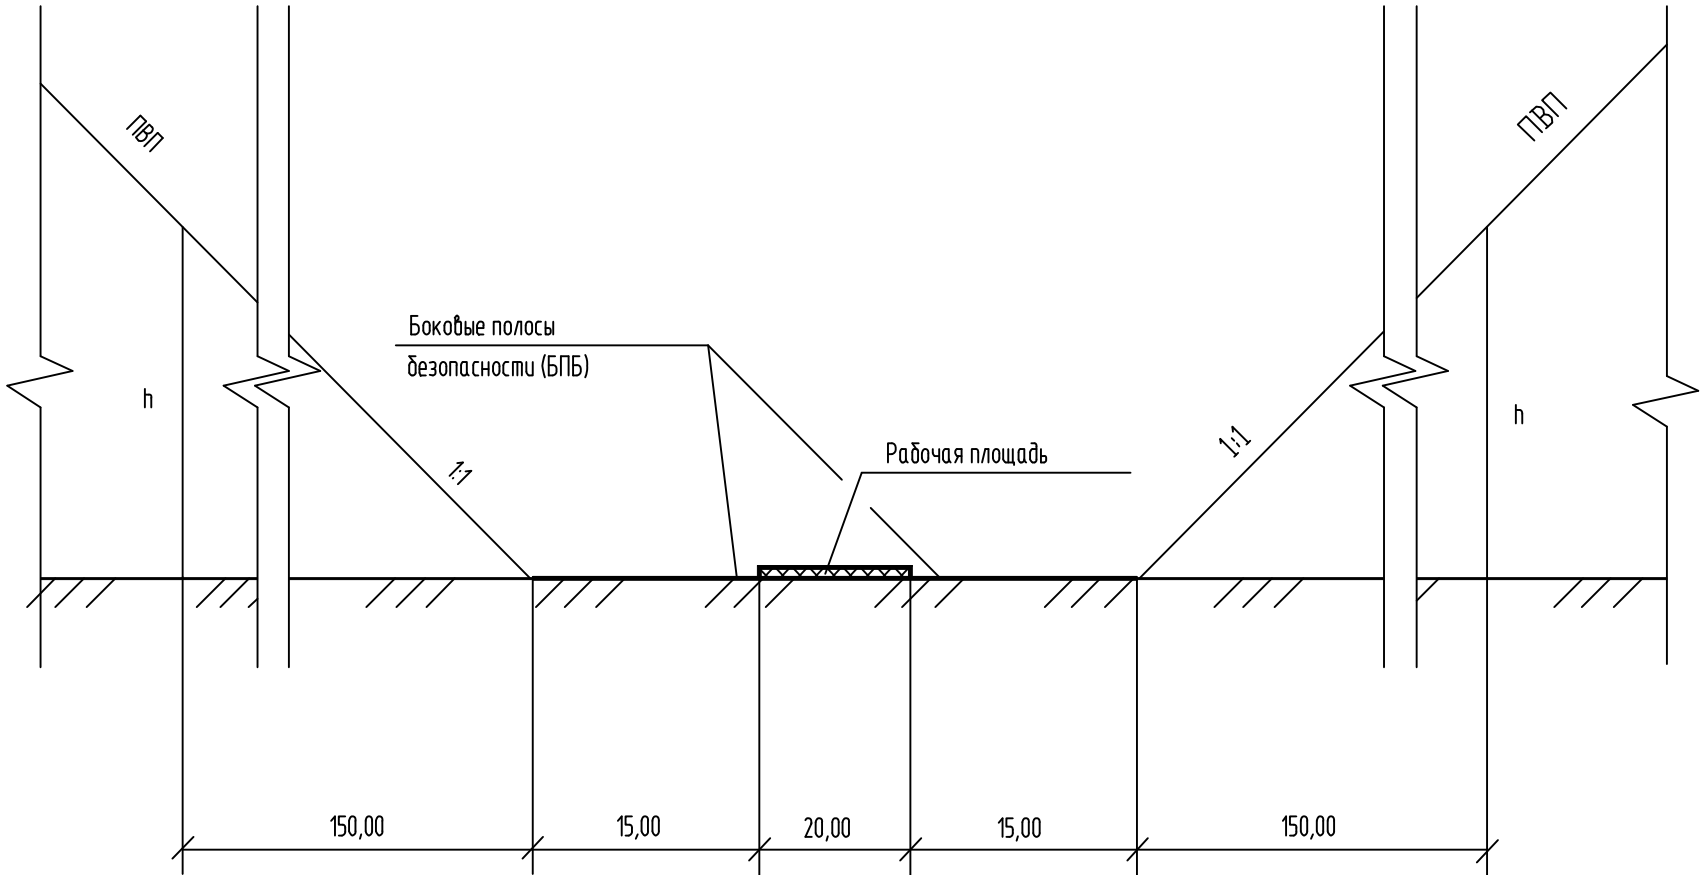 ПВП
ПВП
Боковые полосы
безопасности (БПБ)
h
h
1:1
1:1
Рабочая площадь
150,00
15,00
20,00
15,00
150,00